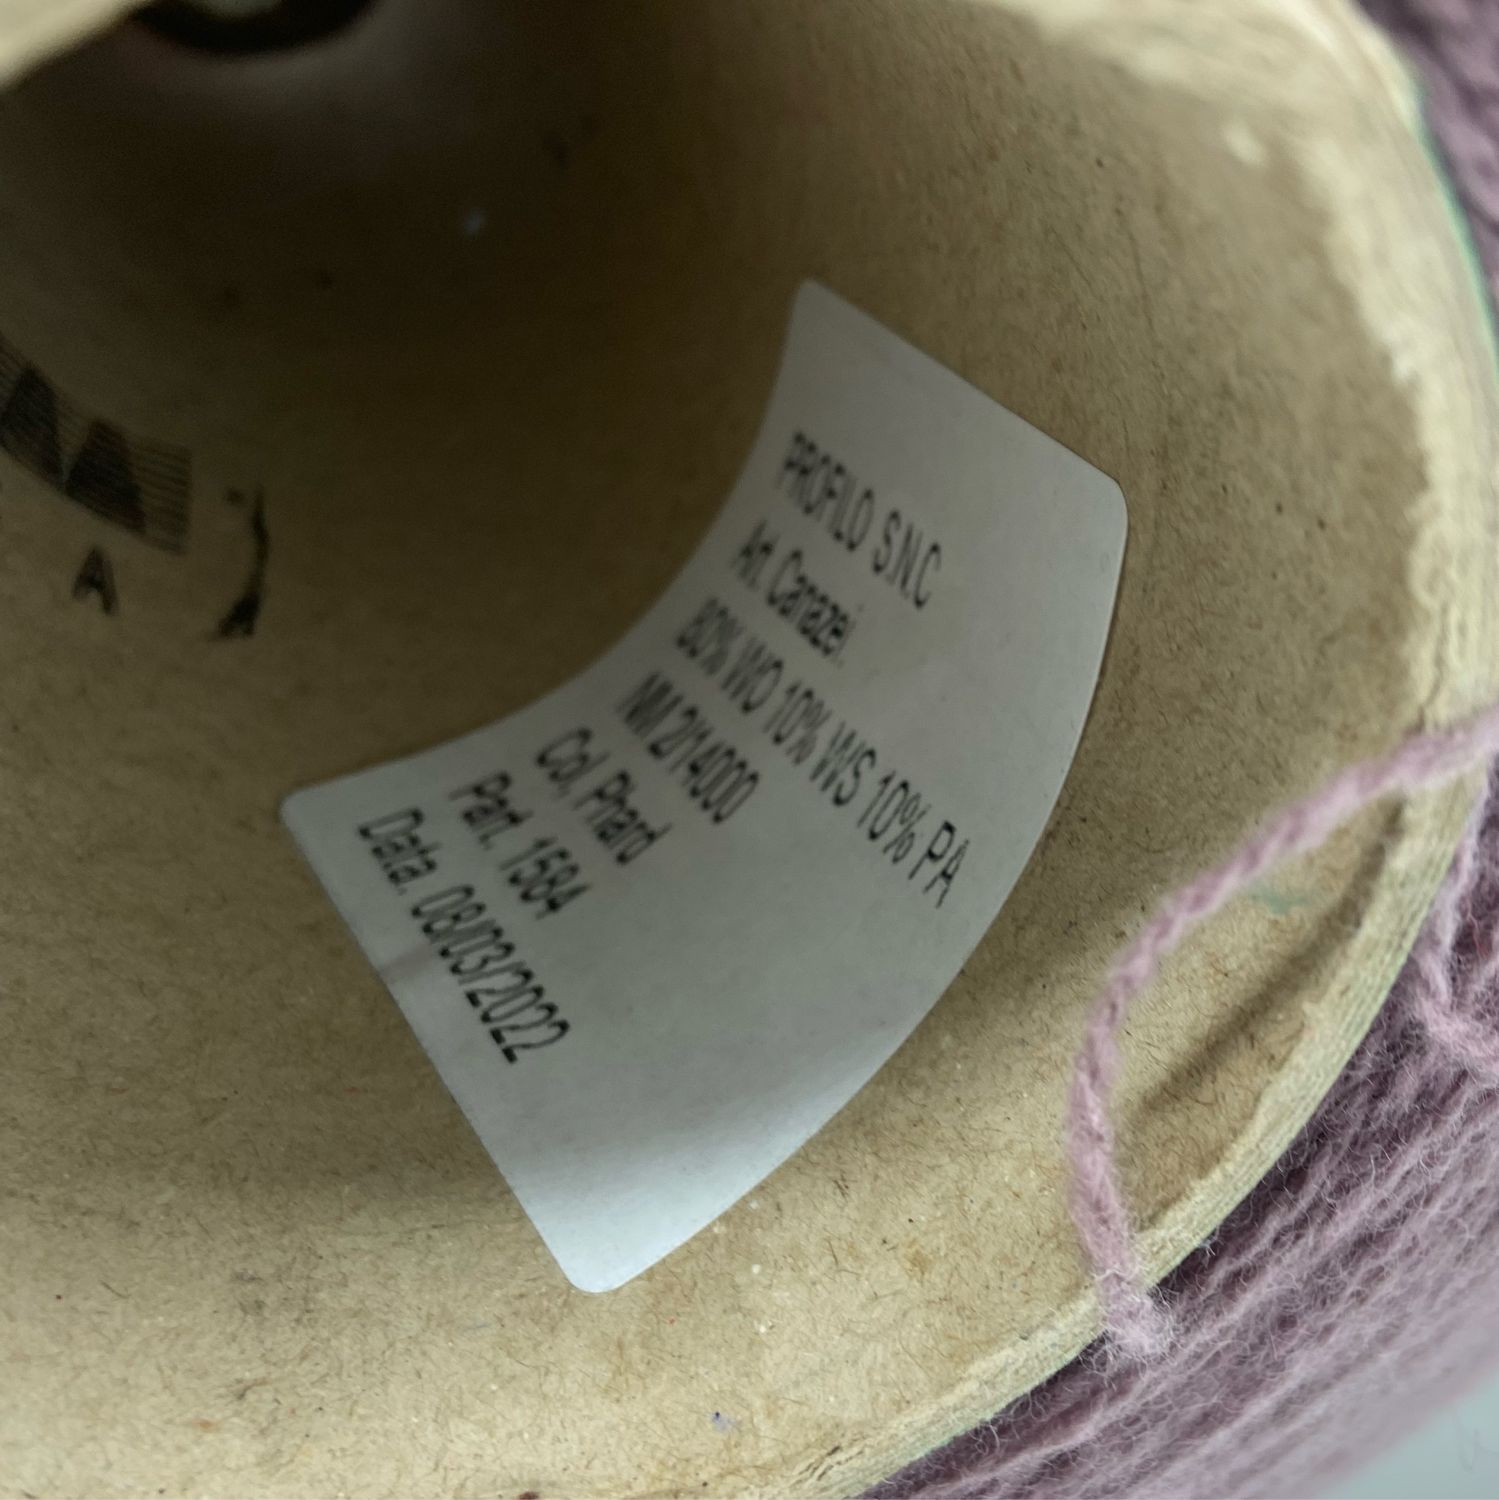 PROFILO S.N.C
Art. Canazei.
80% WO 10% WS 10% PA
NM 2/14000
Col. Phard
Part. 1584
Data. 08/03/2022
A